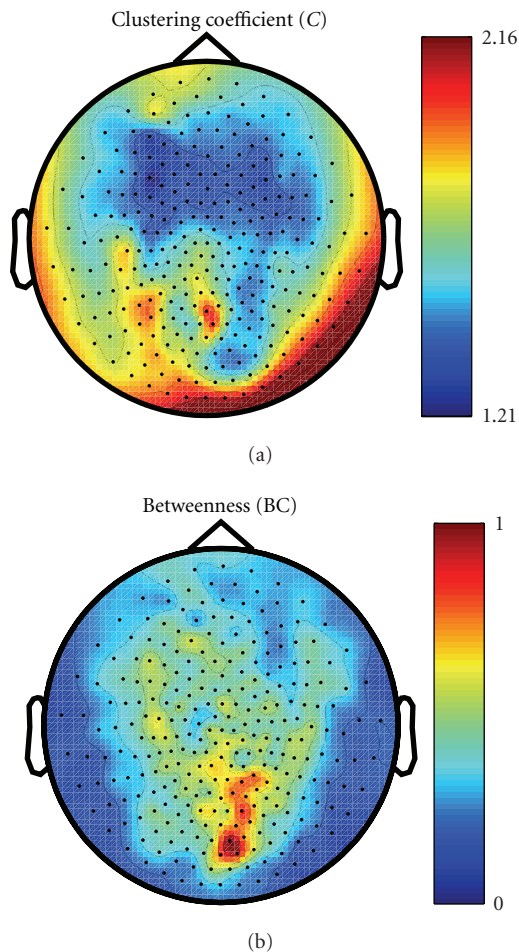 Clustering coefficient (C)
2.16
1.21
(a)
Betweenness (BC)
1
0
(b)